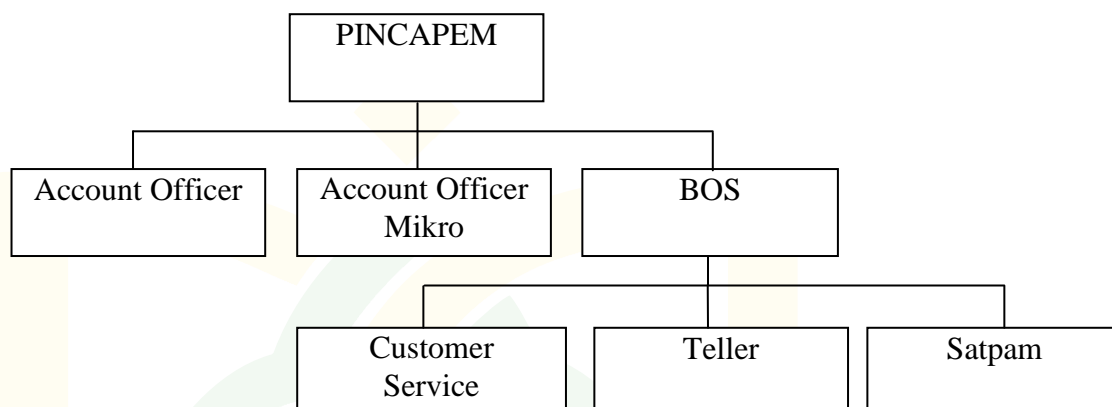 PINCAPEM
Account Officer
Account Officer
Mikro
BOS
Customer
Service
Teller
Satpam